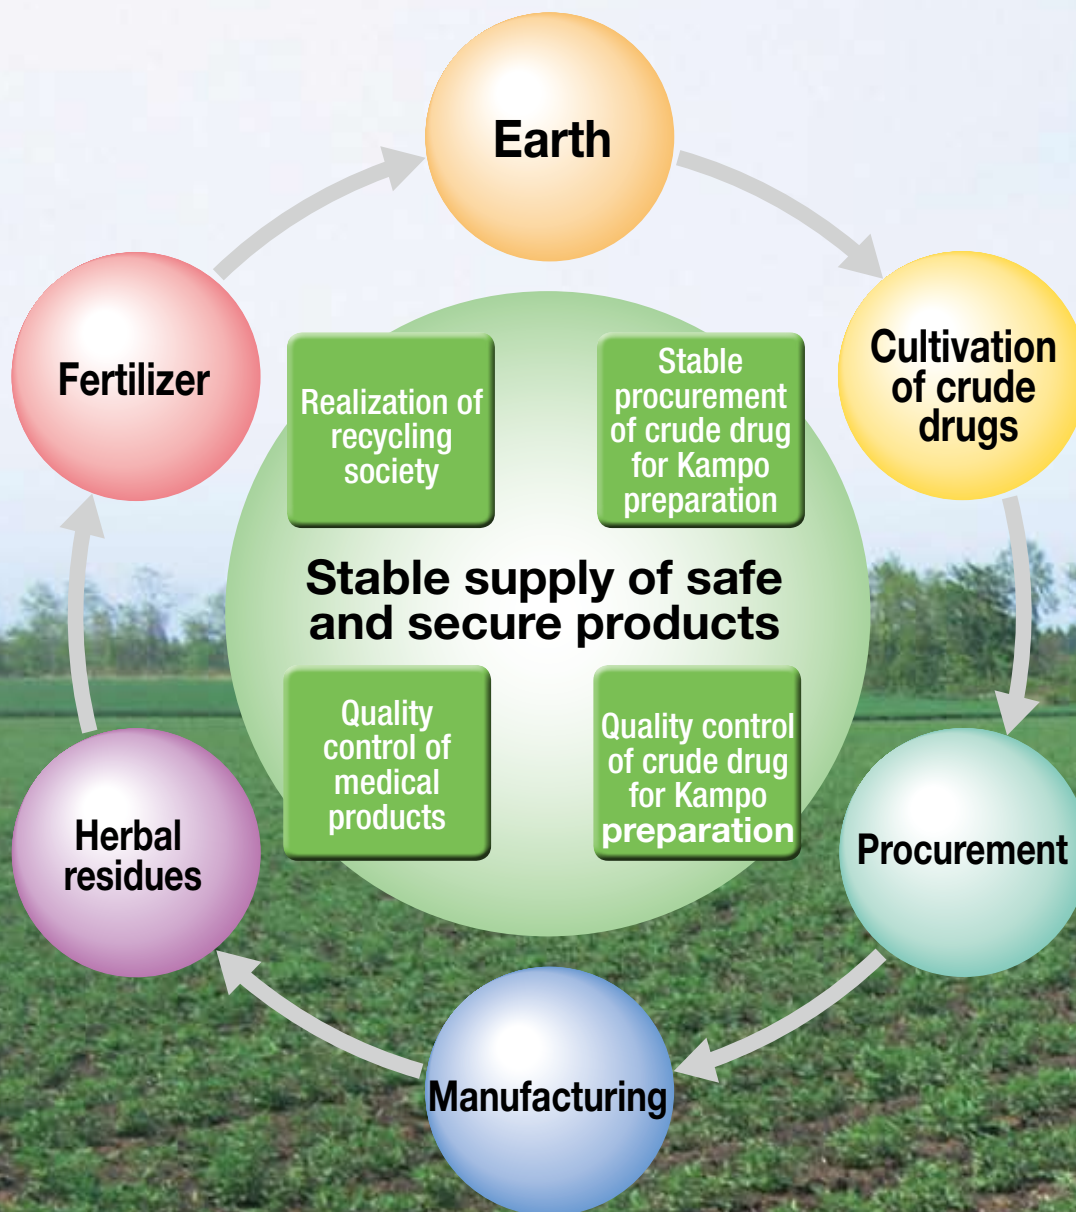 Earth
Fertilizer
Cultivation
of crude
drugs
Realization of
recycling
society
Stable
procurement
of crude drug
for Kampo
preparation
Stable supply of safe
and secure products
Quality
control of
medical
products
Quality control
of crude drug
for Kampo
preparation
Herbal
residues
Procurement
Manufacturing